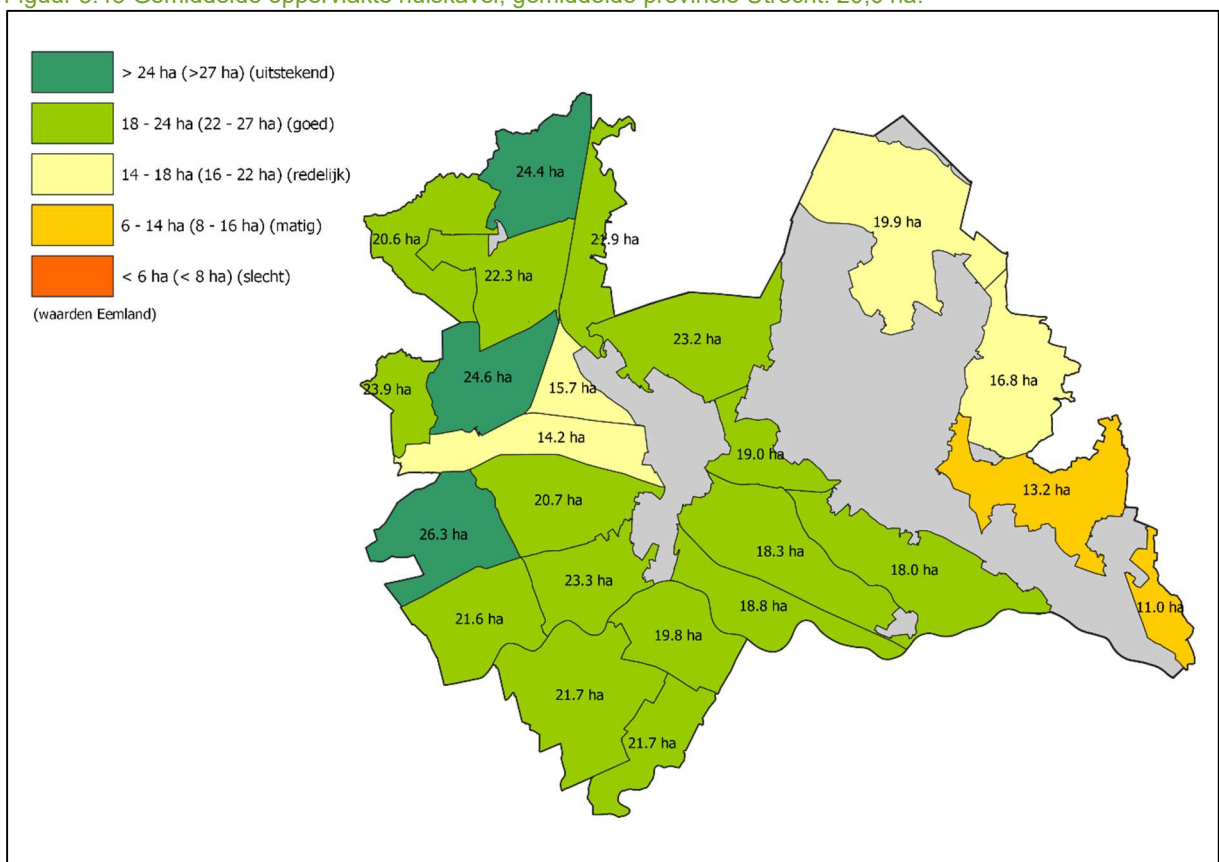 > 24 ha (>27 ha) (uitstekend)
18 - 24 ha (22 - 27 ha) (goed)
14 - 18 ha (16 - 22 ha) (redelijk)
6 - 14 ha (8 - 16 ha) (matig)
< 6 ha (< 8 ha) (slecht)
(waarden Eemland)
24.4 ha
19.9 ha
20.6 ha
21.9 ha
22.3 ha
23.2 ha
24.6 ha
16.8 ha
23.9 ha
15.7 ha
14.2 ha
19.0 ha
13.2 ha
20.7 ha
26.3 ha
18.3 ha
18.0 ha
23.3 ha
18.8 ha
11.0 ha
21.6 ha
19.8 ha
21.7 ha
21.7 ha